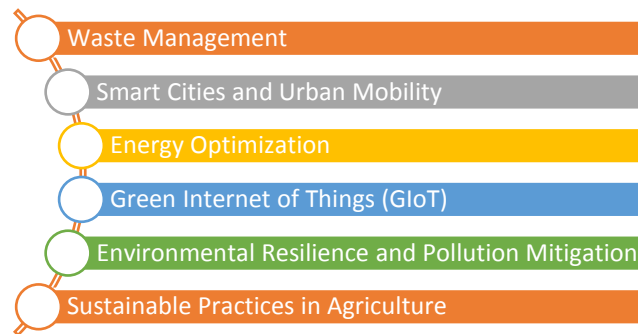 Waste Management
Smart Cities and Urban Mobility
Energy Optimization
Green Internet of Things (GIoT)
Environmental Resilience and Pollution Mitigation
Sustainable Practices in Agriculture